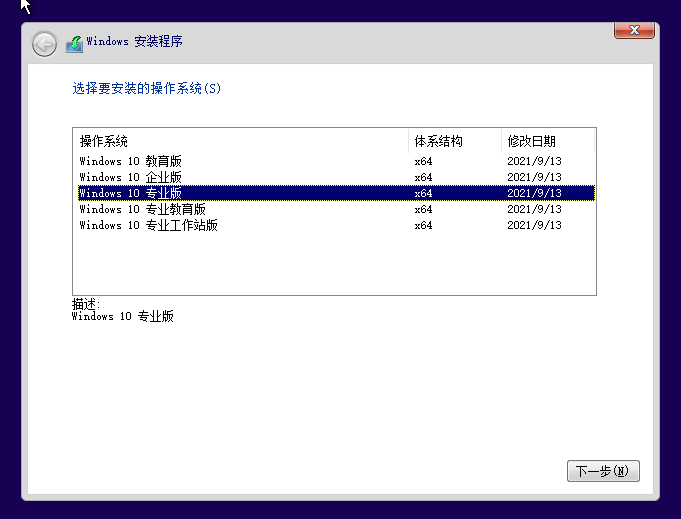 Windows 安装程序
选择要安装的操作系统(S)
操作系统 体系结构 修改日期
Windows 10 教育版 x64 2021/9/13
Windows 10 企业版 x64 2021/9/13
Windows 10 专业版 x64 2021/9/13
Windows 10 专业教育版 x64 2021/9/13
Windows 10 专业工作站版 x64 2021/9/13
描述:
Windows 10 专业版
下一步(N)